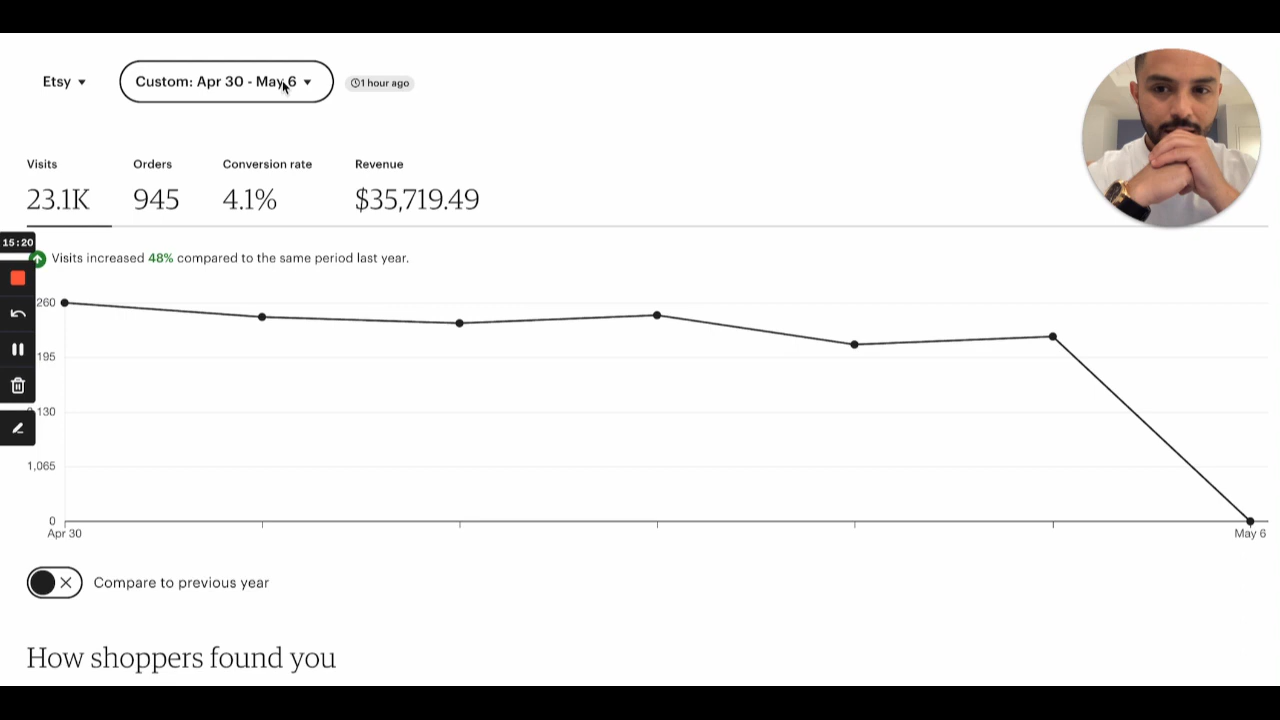 Etsy
Custom: Apr 30 - May 6
1 hour ago
Visits
Orders
Conversion rate
Revenue
23.1K
945
4.1%
$35,719.49
15:20
Visits increased 48% compared to the same period last year.
260
195
130
1,065
0
Apr 30
May 6
Compare to previous year
How shoppers found you